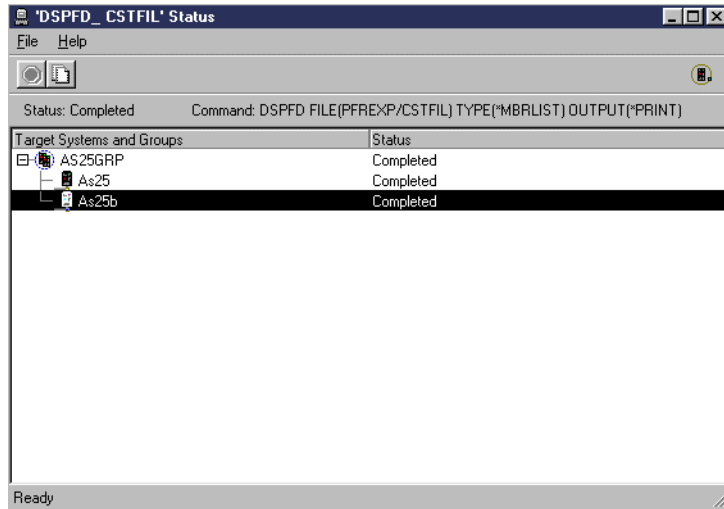 'DSPFD_ CSTFIL' Status
File Help
Status: Completed Command: DSPFD FILE(PFREXP/CSTFIL) TYPE(*MBRLIST) OUTPUT(*PRINT)
Target Systems and Groups Status
AS25GRP Completed
As25 Completed
As25b Completed
Ready